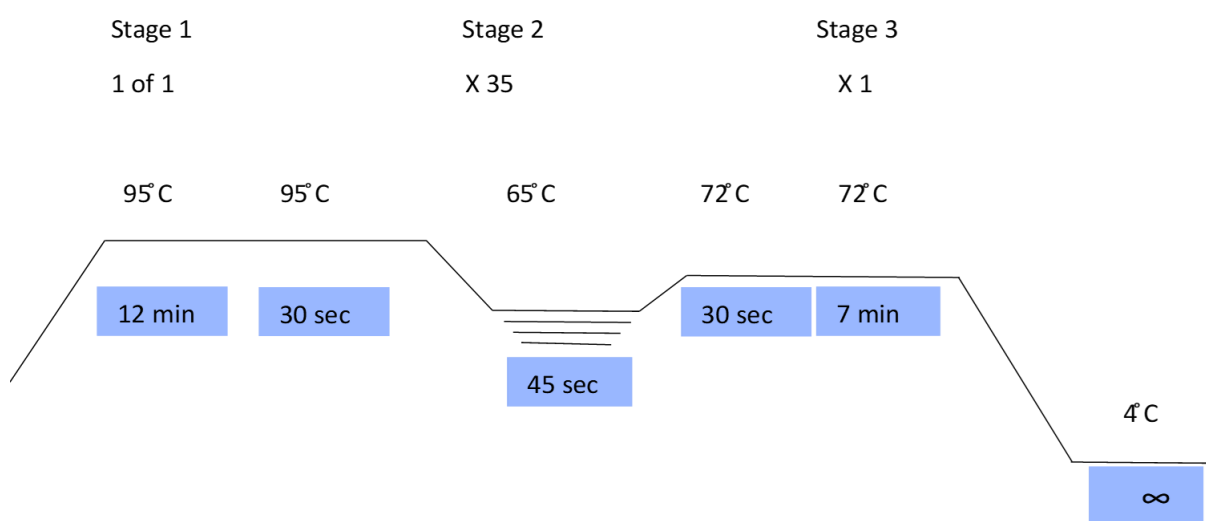 Stage 1 Stage 2 Stage 3
1 of 1 X 35 X 1
95°C 95°C 65°C 72°C 72°C
12 min 30 sec 30 sec 7 min
45 sec
4°C
∞